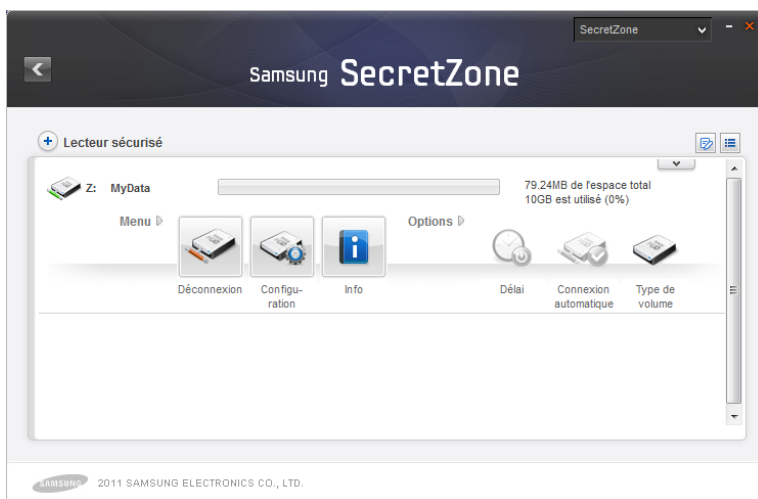 SecretZone
Samsung SecretZone
Lecteur sécurisé
Z: MyData
79.24MB de l'espace total
10GB est utilisé (0%)
Menu
Options
Déconnexion
Configu-
ration
Info
Délai
Connexion
automatique
Type de
volume
SAMSUNG 2011 SAMSUNG ELECTRONICS CO., LTD.